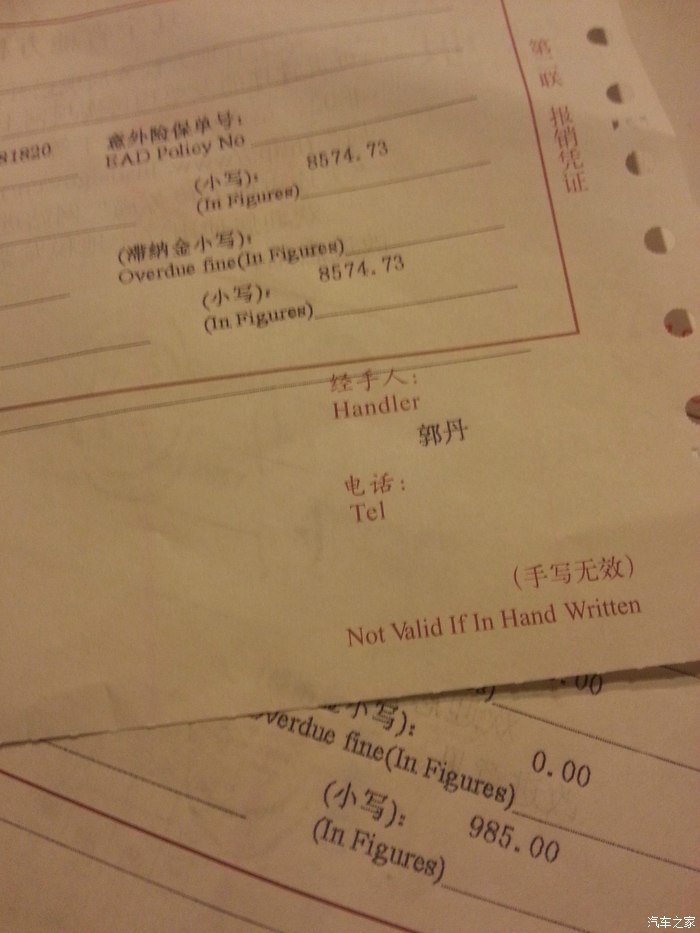 第二联 报销凭证
意外险保单号：
81820
EAD Policy No
8574.73
(小写)：
(In Figures)
(滞纳金小写)：
Overdue fine(In Figures)
8574.73
(小写)：
(In Figures)
经手人：
Handler
郭丹
电话：
Tel
(手写无效)
Not Valid If In Hand Written
.00
小写)：
verdue fine(In Figures)
0.00
(小写)：
985.00
(In Figures)
汽车之家